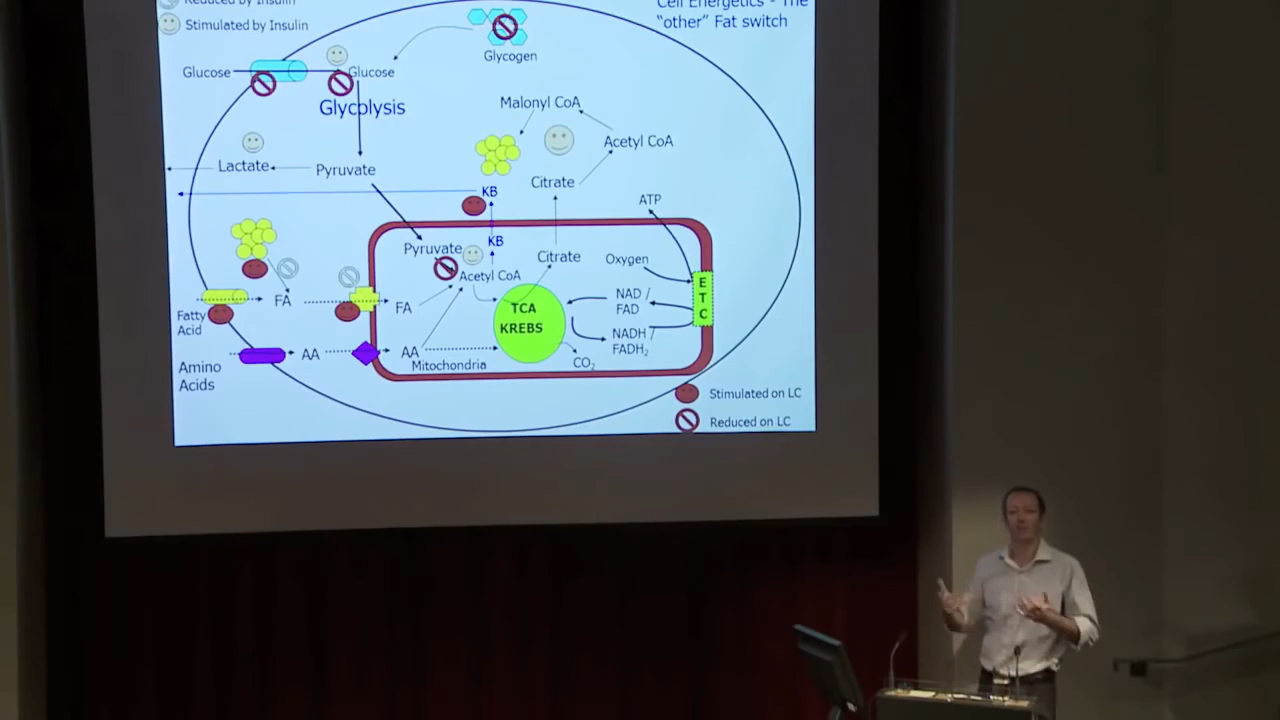 Reduced by Insulin
Cell Energetics - The
"other" Fat switch
Stimulated by Insulin
Glycogen
Glucose
Glucose
Glycolysis
Malonyl CoA
Acetyl CoA
Lactate
Pyruvate
Citrate
KB
ATP
Pyruvate
KB
Citrate
Oxygen
Acetyl CoA
FA
FA
NAD /
FAD
E
T
C
TCA
KREBS
Fatty
Acid
NADH /
FADH2
AA
AA
Mitochondria
CO2
Amino
Acids
Stimulated on LC
Reduced on LC